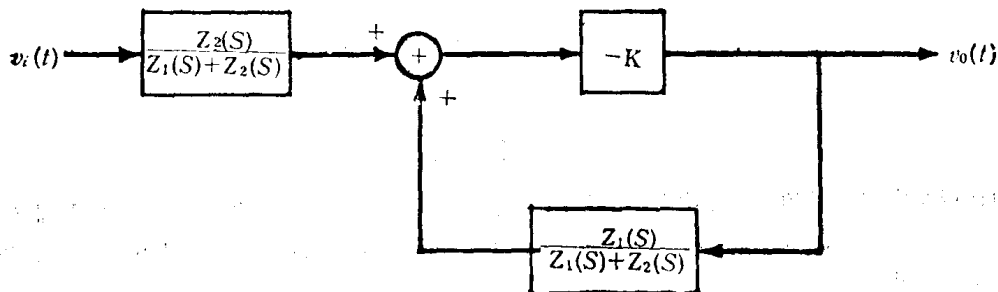 v_i(t)
Z_2(S)
Z_1(S)+Z_2(S)
+
+
+
-K
v_0(t)
Z_1(S)
Z_1(S)+Z_2(S)